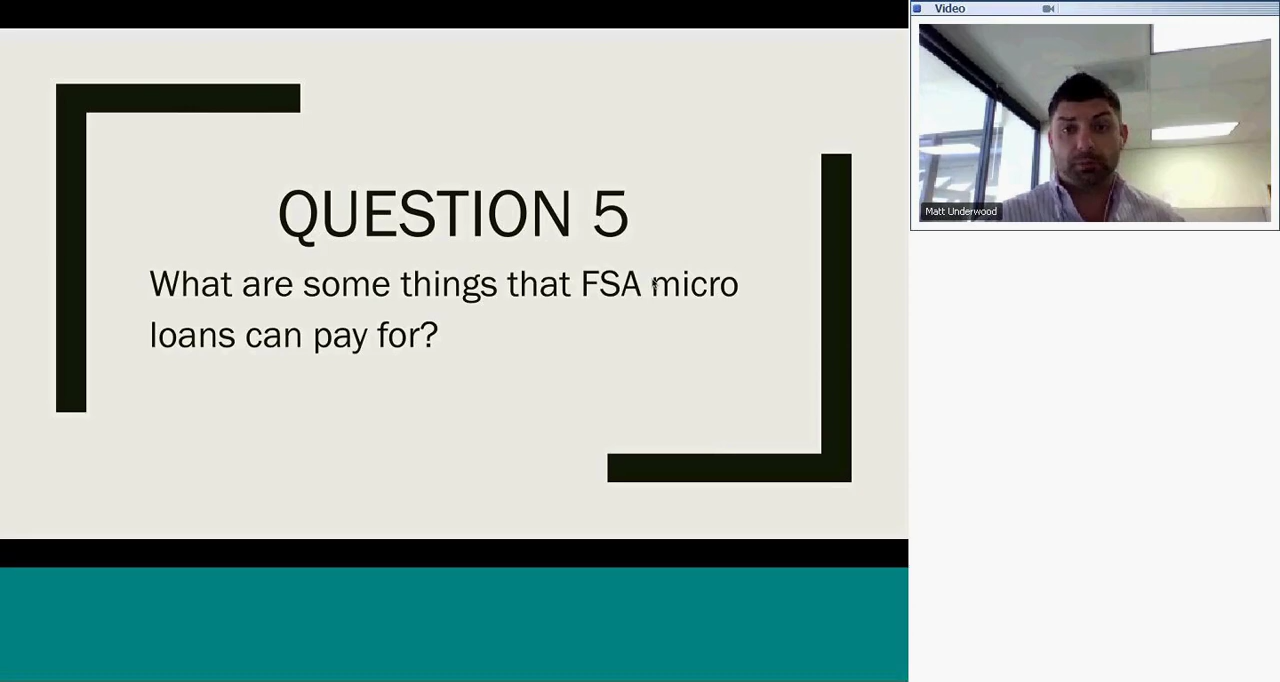 QUESTION 5
What are some things that FSA micro
loans can pay for?
Video
Matt Underwood